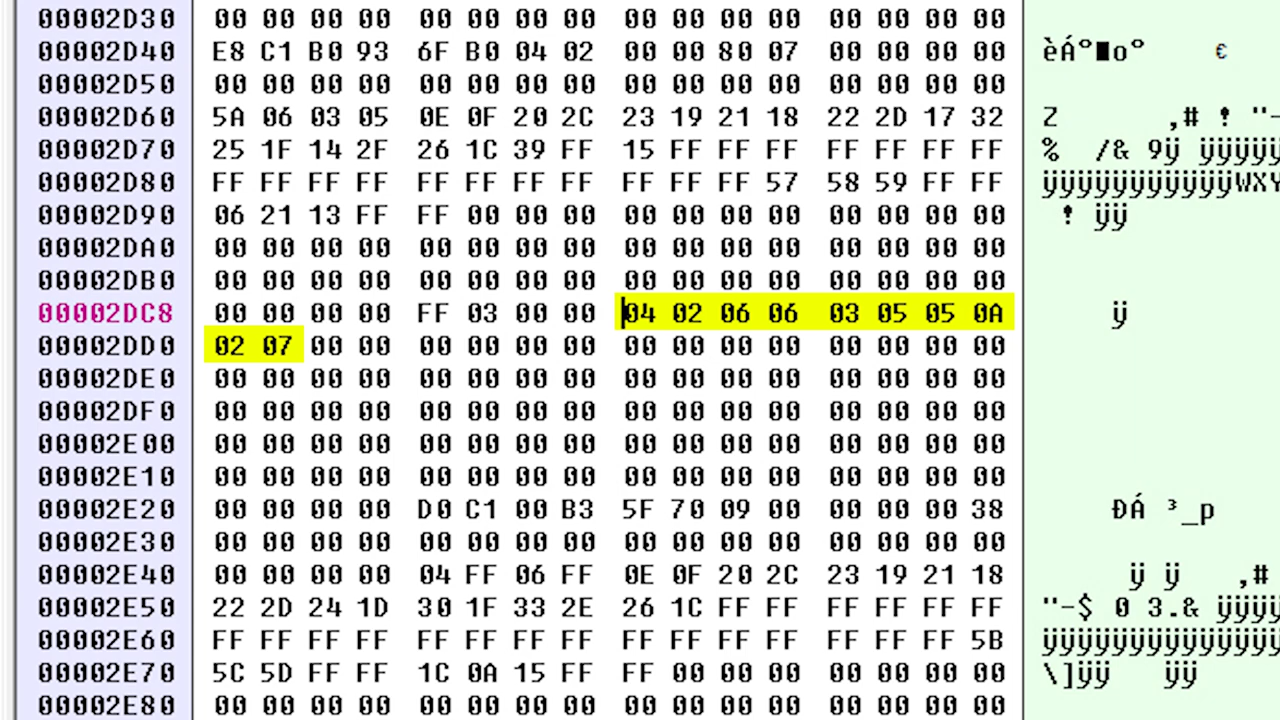 00002D30 00 00 00 00 00 00 00 00 00 00 00 00 00 00 00 00
00002D40 E8 C1 B0 93 6F B0 04 02 00 00 80 07 00 00 00 00 èÁ°■o° €
00002D50 00 00 00 00 00 00 00 00 00 00 00 00 00 00 00 00
00002D60 5A 06 03 05 0E 0F 20 2C 23 19 21 18 22 2D 17 32 Z ,# ! "-
00002D70 25 1F 14 2F 26 1C 39 FF 15 FF FF FF FF FF FF FF % /& 9ÿ ÿÿÿÿÿ
00002D80 FF FF FF FF FF FF FF FF FF FF FF 57 58 59 FF FF ÿÿÿÿÿÿÿÿÿÿÿWXY
00002D90 06 21 13 FF FF 00 00 00 00 00 00 00 00 00 00 00 ! ÿÿ
00002DA0 00 00 00 00 00 00 00 00 00 00 00 00 00 00 00 00
00002DB0 00 00 00 00 00 00 00 00 00 00 00 00 00 00 00 00
00002DC8 00 00 00 00 FF 03 00 00 04 02 06 06 03 05 05 0A ÿ
00002DD0 02 07 00 00 00 00 00 00 00 00 00 00 00 00 00 00
00002DE0 00 00 00 00 00 00 00 00 00 00 00 00 00 00 00 00
00002DF0 00 00 00 00 00 00 00 00 00 00 00 00 00 00 00 00
00002E00 00 00 00 00 00 00 00 00 00 00 00 00 00 00 00 00
00002E10 00 00 00 00 00 00 00 00 00 00 00 00 00 00 00 00
00002E20 00 00 00 00 D0 C1 00 B3 5F 70 09 00 00 00 00 38 ÐÁ ³_p
00002E30 00 00 00 00 00 00 00 00 00 00 00 00 00 00 00 00
00002E40 00 00 00 00 04 FF 06 FF 0E 0F 20 2C 23 19 21 18 ÿ ÿ ,#
00002E50 22 2D 24 1D 30 1F 33 2E 26 1C FF FF FF FF FF FF "-$ 0 3.& ÿÿÿÿ
00002E60 FF FF FF FF FF FF FF FF FF FF FF FF FF FF FF 5B ÿÿÿÿÿÿÿÿÿÿÿÿÿÿ
00002E70 5C 5D FF FF 1C 0A 15 FF FF 00 00 00 00 00 00 00 \]ÿÿ ÿÿ
00002E80 00 00 00 00 00 00 00 00 00 00 00 00 00 00 00 00